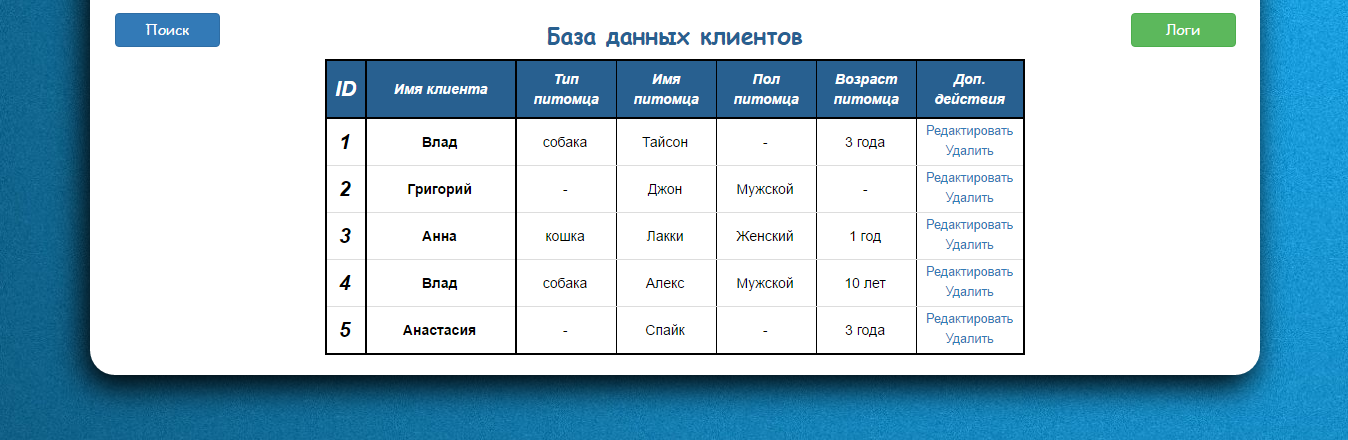 Поиск
База данных клиентов
Логи
ID Имя клиента Тип питомца Имя питомца Пол питомца Возраст питомца Доп. действия
1 Влад собака Тайсон - 3 года Редактировать
Удалить
2 Григорий - Джон Мужской - Редактировать
Удалить
3 Анна кошка Лакки Женский 1 год Редактировать
Удалить
4 Влад собака Алекс Мужской 10 лет Редактировать
Удалить
5 Анастасия - Спайк - 3 года Редактировать
Удалить